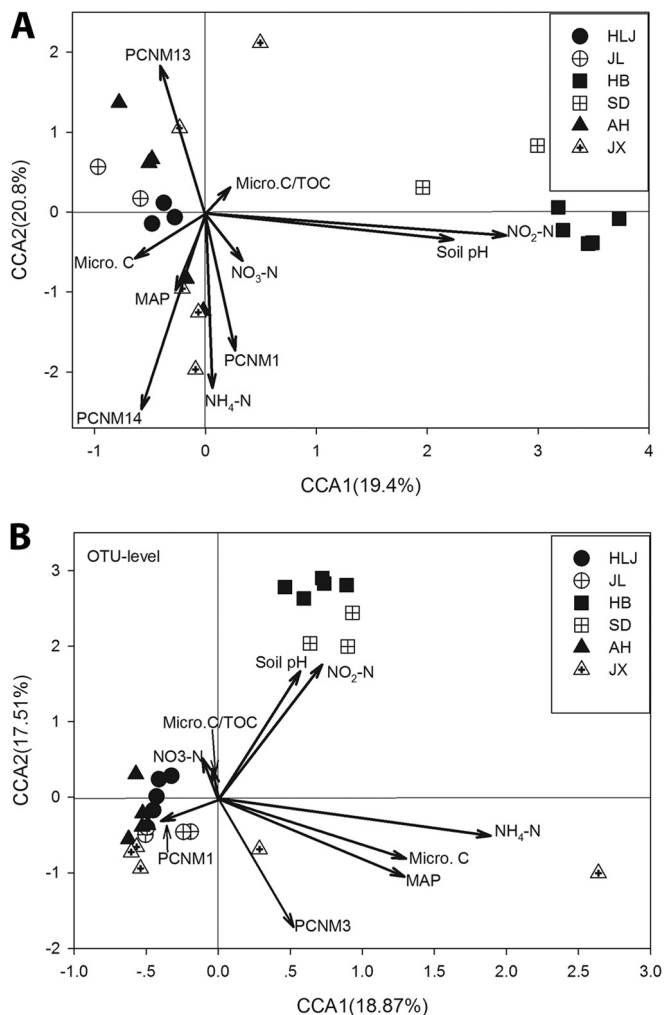 A
HLJ
JL
HB
SD
AH
JX
PCNM13
Micro.C/TOC
NO₂-N
Soil pH
NO₃-N
Micro. C
MAP
PCNM1
NH₄-N
PCNM14
2
1
0
-1
-2
CCA2(20.8%)
-1 0 1 2 3 4
CCA1(19.4%)
B
OTU-level
HLJ
JL
HB
SD
AH
JX
Soil pH
NO₂-N
Micro.C/TOC
NO3-N
PCNM1
NH₄-N
Micro. C
MAP
PCNM3
3
2
1
0
-1
-2
CCA2(17.51%)
-1.0 -.5 0.0 .5 1.0 1.5 2.0 2.5 3.0
CCA1(18.87%)